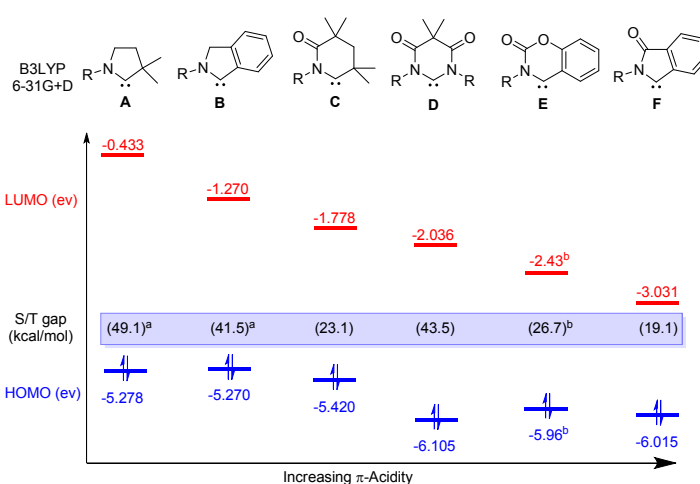 O O O O O O O
N N N N N N N
R R R R R R R
B3LYP
6-31G+D
A B C D E F
-0.433
-1.270
LUMO (ev)
-1.778
-2.036
-2.43b
-3.031
S/T gap
(kcal/mol)
(49.1)a (41.5)a (23.1) (43.5) (26.7)b (19.1)
HOMO (ev)
-5.278
-5.270
-5.420
-6.105
-5.96b
-6.015
Increasing π-Acidity